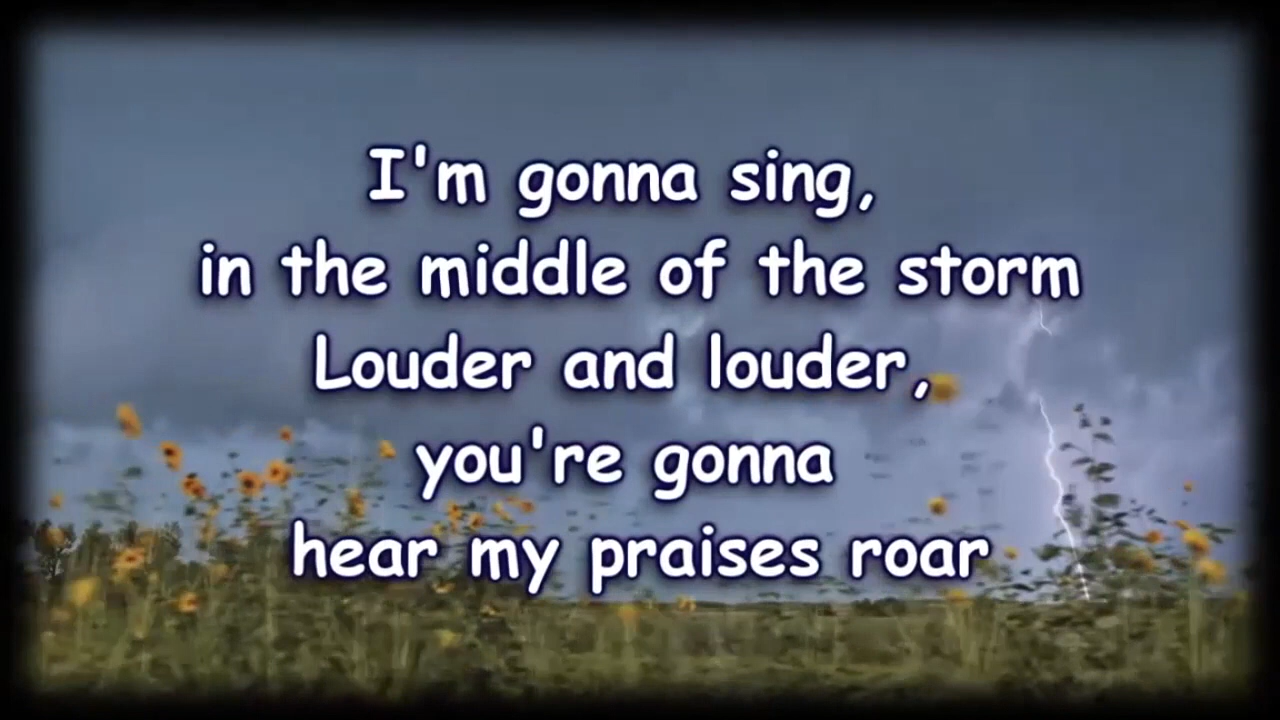 I'm gonna sing,
in the middle of the storm
Louder and louder,
you're gonna
hear my praises roar